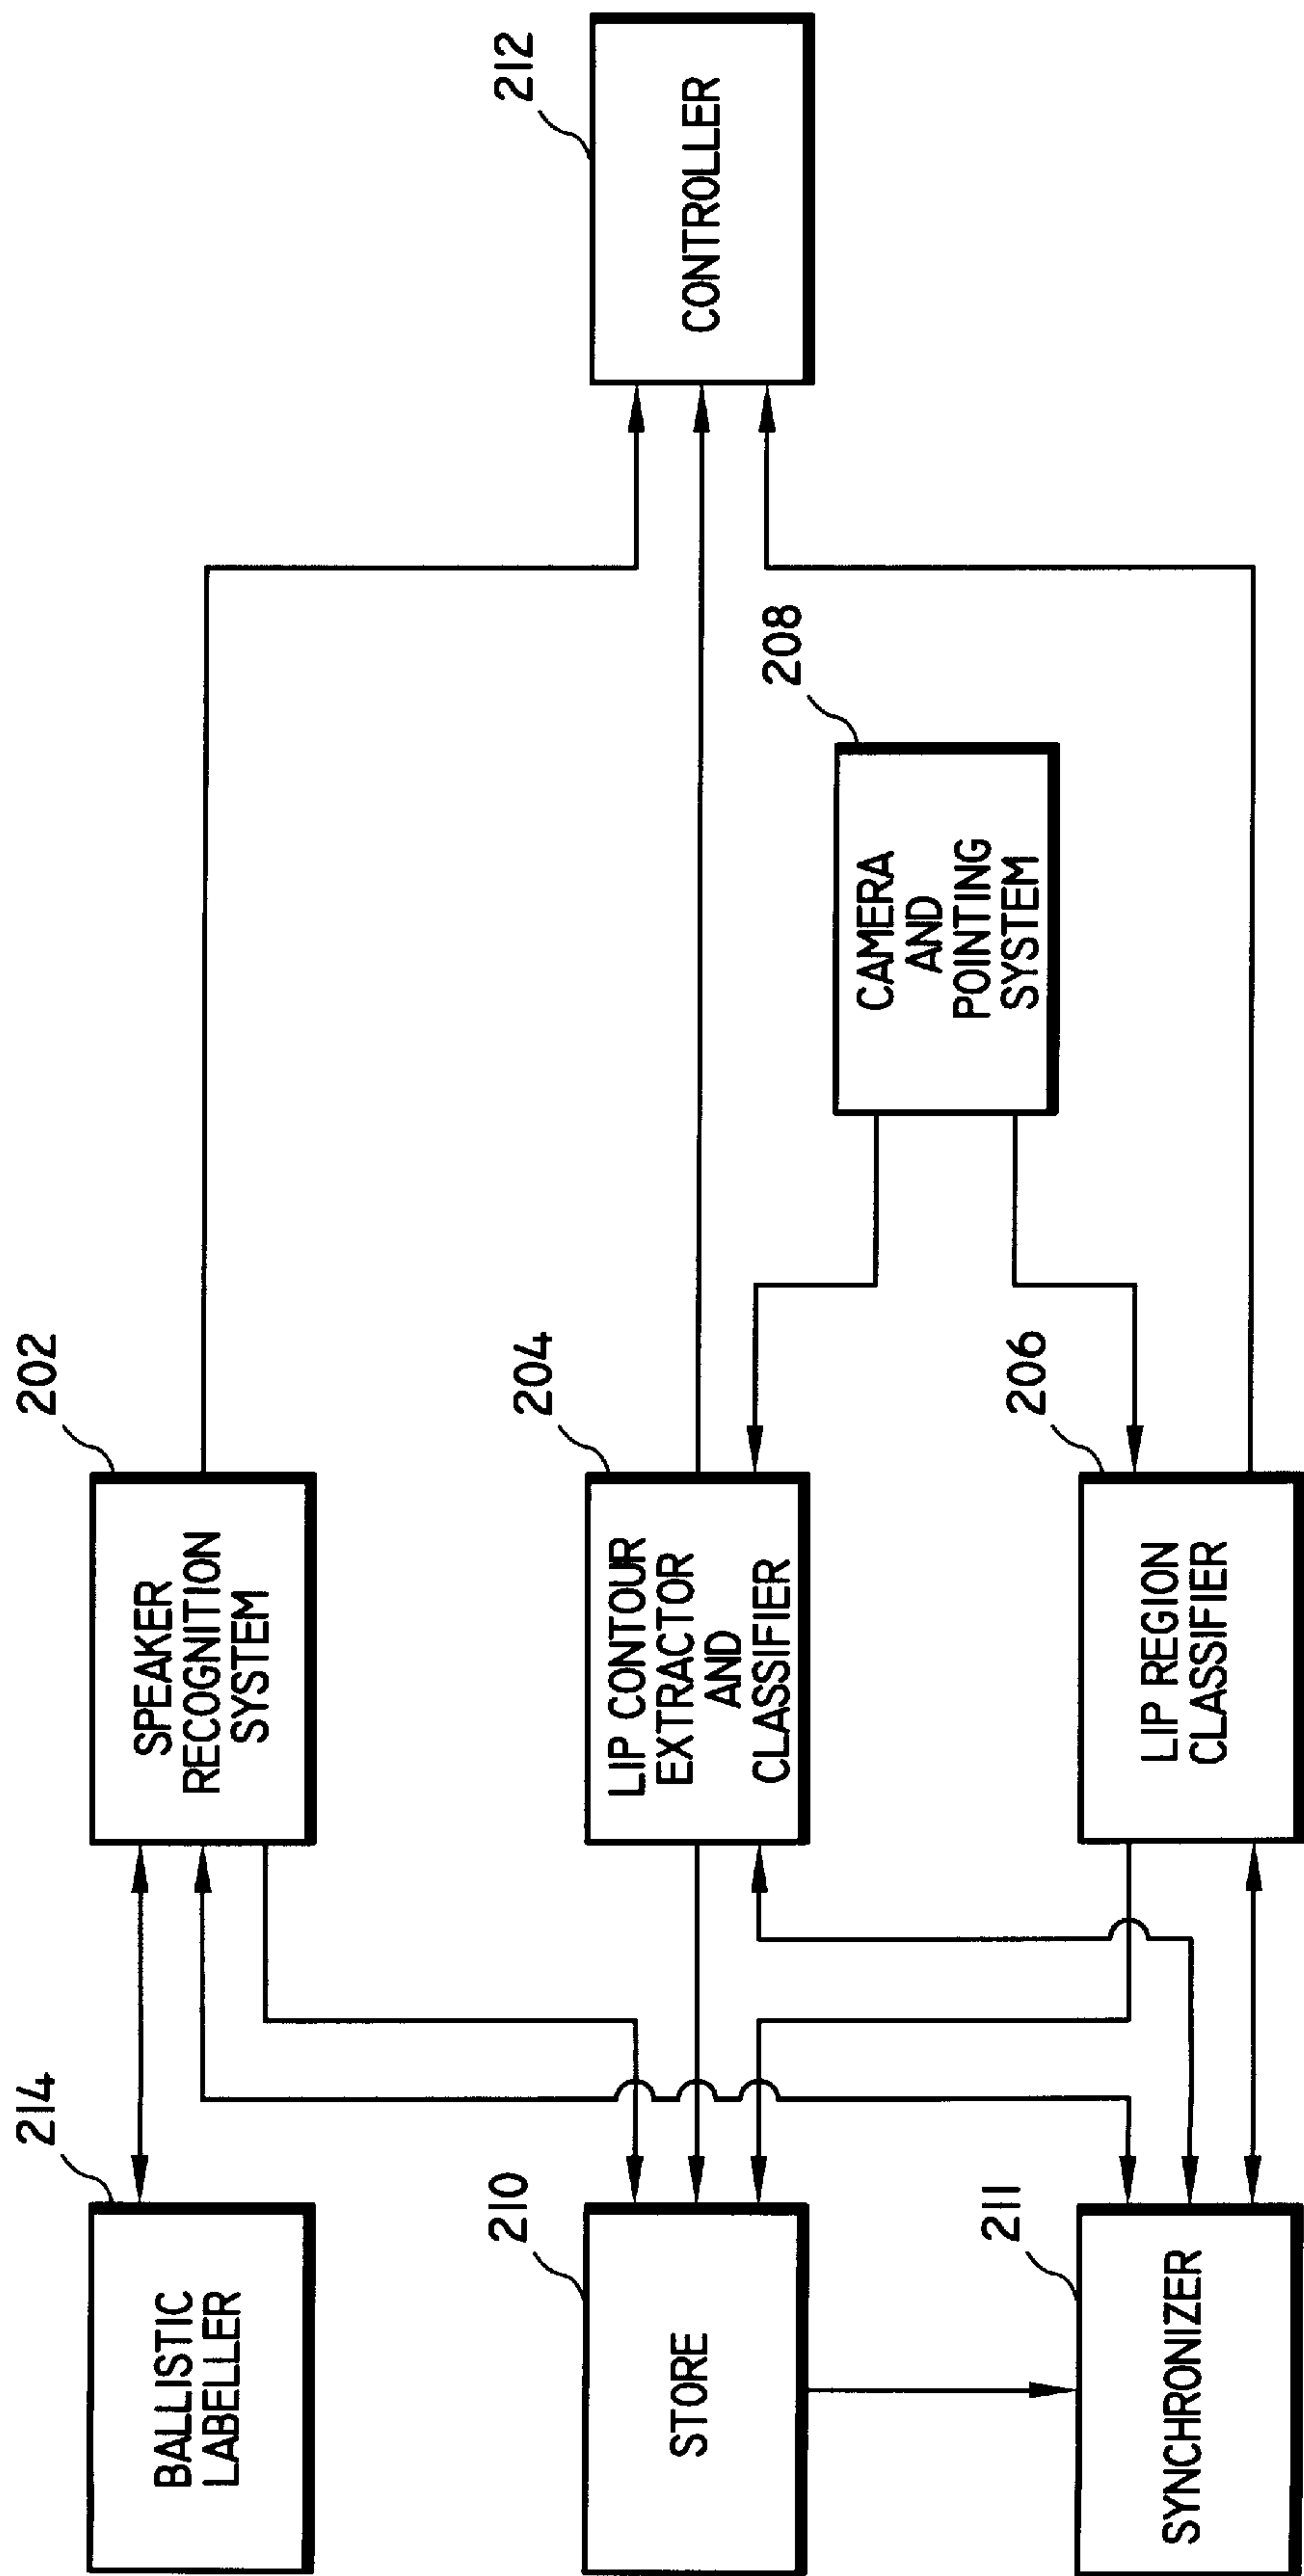 214
BALLISTIC
LABELLER
202
SPEAKER
RECOGNITION
SYSTEM
210
STORE
204
LIP CONTOUR
EXTRACTOR
AND
CLASSIFIER
212
CONTROLLER
208
CAMERA
AND
POINTING
SYSTEM
211
SYNCHRONIZER
206
LIP REGION
CLASSIFIER